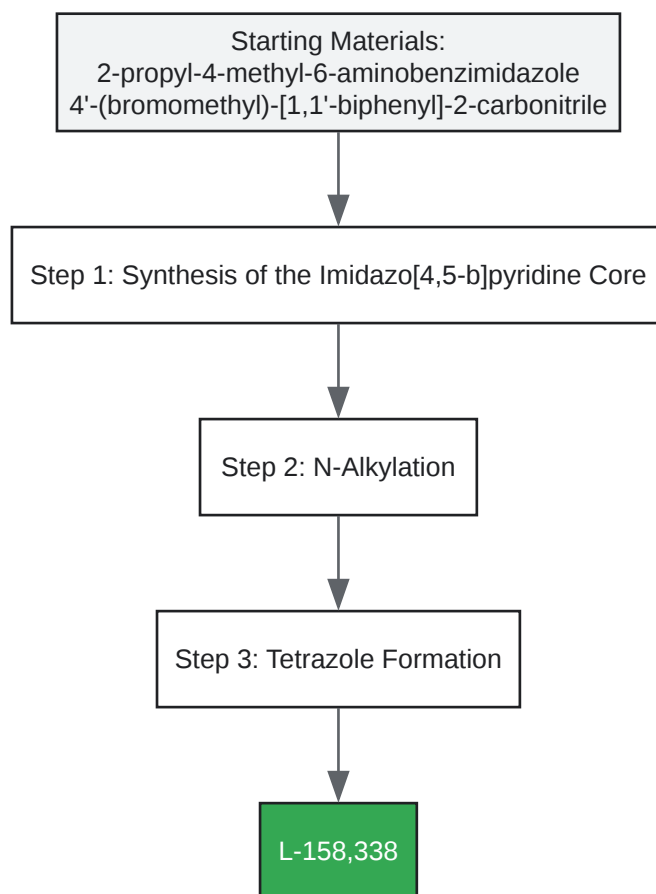 Starting Materials:
2-propyl-4-methyl-6-aminobenzimidazole
4'-(bromomethyl)-[1,1'-biphenyl]-2-carbonitrile
Step 1: Synthesis of the Imidazo[4,5-b]pyridine Core
Step 2: N-Alkylation
Step 3: Tetrazole Formation
L-158,338